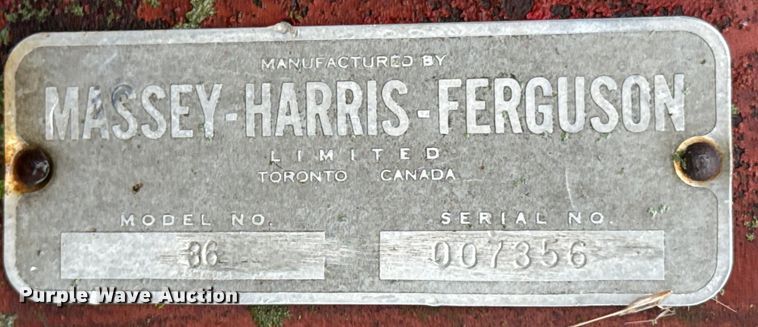 MANUFACTURED BY
MASSEY-HARRIS-FERGUSON
LIMITED
TORONTO CANADA
MODEL NO. SERIAL NO.
36 007356
Purple Wave Auction